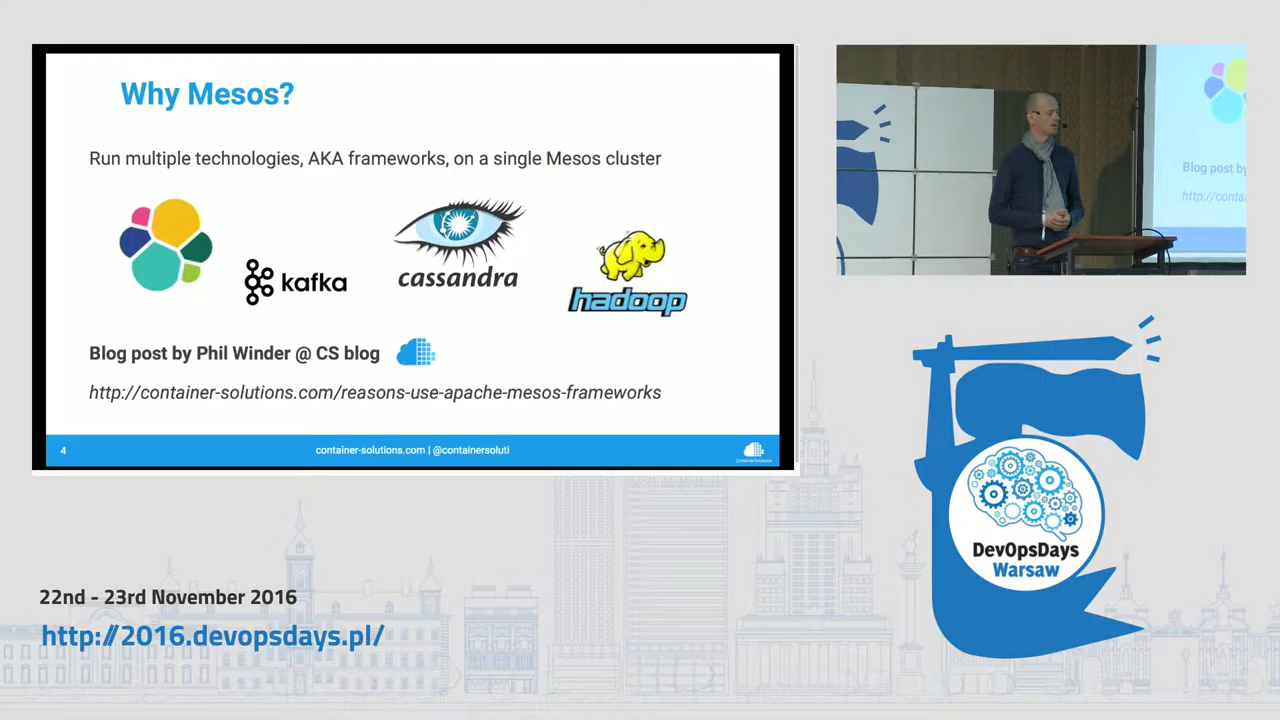 Why Mesos?
Run multiple technologies, AKA frameworks, on a single Mesos cluster
kafka
cassandra
hadoop
Blog post by Phil Winder @ CS blog
http://container-solutions.com/reasons-use-apache-mesos-frameworks
4
container-solutions.com | @containersoluti
ContainerSolutions
Blog post by
http://conta
DevOpsDays
Warsaw
22nd - 23rd November 2016
http://2016.devopsdays.pl/